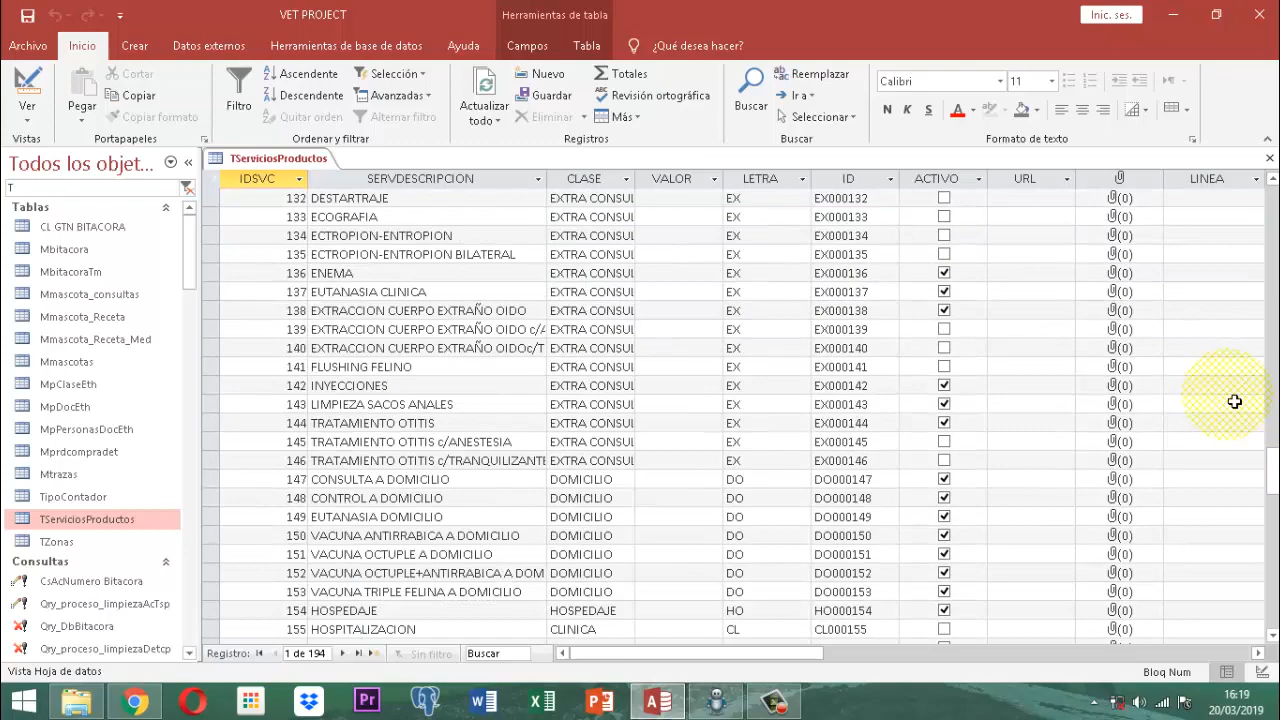 VET PROJECT
Herramientas de tabla
Inic. ses.
Archivo Inicio Crear Datos externos Herramientas de base de datos Ayuda Campos Tabla ¿Qué desea hacer?
Ver
Vistas
Pegar
Cortar
Copiar
Copiar formato
Portapapeles
Filtro
Ascendente
Descendente
Quitar orden
Selección
Avanzadas
Alternar filtro
Ordenar y filtrar
Actualizar
todo
Nuevo
Guardar
Eliminar
Totales
Revisión ortográfica
Más
Registros
Buscar
Reemplazar
Ir a
Seleccionar
Buscar
Calibri 11
N K S A
Formato de texto
Todos los objet...
T
Tablas
CL GTN BITACORA
Mbitacora
MbitacoraTm
Mmascota_consultas
Mmascota_Receta
Mmascota_Receta_Med
Mmascotas
MpClaseEth
MpDocEth
MpPersonasDocEth
Mprdcompradet
Mtrazas
TipoContador
TServiciosProductos
TZonas
Consultas
CsAcNumero Bitacora
Qry_proceso_limpiezaAcTsp
Qry_DbBitacora
Qry_proceso_limpiezaDetcp
TServiciosProductos
IDSVC SERVDESCRIPCION CLASE VALOR LETRA ID ACTIVO URL LINEA
132 DESTARTRAJE EXTRA CONSUL EX EX000132 (0)
133 ECOGRAFIA EXTRA CONSUL EX EX000133 (0)
134 ECTROPION-ENTROPION EXTRA CONSUL EX EX000134 (0)
135 ECTROPION-ENTROPION BILATERAL EXTRA CONSUL EX EX000135 (0)
136 ENEMA EXTRA CONSUL EX EX000136 (0)
137 EUTANASIA CLINICA EXTRA CONSUL EX EX000137 (0)
138 EXTRACCION CUERPO EXTRAÑO OIDO EXTRA CONSUL EX EX000138 (0)
139 EXTRACCION CUERPO EXTRAÑO OIDO c/A EXTRA CONSUL EX EX000139 (0)
140 EXTRACCION CUERPO EXTRAÑO OIDOc/T EXTRA CONSUL EX EX000140 (0)
141 FLUSHING FELINO EXTRA CONSUL EX EX000141 (0)
142 INYECCIONES EXTRA CONSUL EX EX000142 (0)
143 LIMPIEZA SACOS ANALES EXTRA CONSUL EX EX000143 (0)
144 TRATAMIENTO OTITIS EXTRA CONSUL EX EX000144 (0)
145 TRATAMIENTO OTITIS c/ANESTESIA EXTRA CONSUL EX EX000145 (0)
146 TRATAMIENTO OTITIS c/TRANQUILIZANTE EXTRA CONSUL EX EX000146 (0)
147 CONSULTA A DOMICILIO DOMICILIO DO DO000147 (0)
148 CONTROL A DOMICILIO DOMICILIO DO DO000148 (0)
149 EUTANASIA DOMICILIO DOMICILIO DO DO000149 (0)
150 VACUNA ANTIRRABICA A DOMICILIO DOMICILIO DO DO000150 (0)
151 VACUNA OCTUPLE A DOMICILIO DOMICILIO DO DO000151 (0)
152 VACUNA OCTUPLE+ANTIRRABICA A DOM DOMICILIO DO DO000152 (0)
153 VACUNA TRIPLE FELINA A DOMICILIO DOMICILIO DO DO000153 (0)
154 HOSPEDAJE HOSPEDAJE HO HO000154 (0)
155 HOSPITALIZACION CLINICA CL CL000155 (0)
Registro: 1 de 194 Sin filtro Buscar
Vista Hoja de datos
Bloq Num
Pr
16:19
20/03/2019